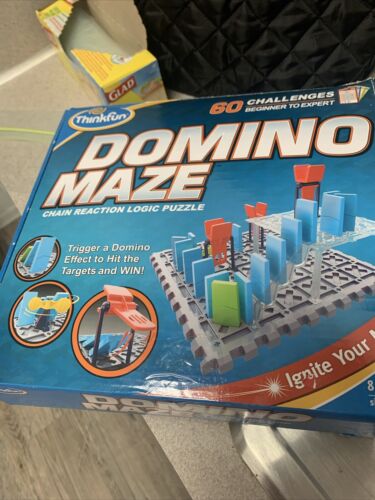 GLAD
Thinkfun
60 CHALLENGES
BEGINNER TO EXPERT
DOMINO
MAZE
CHAIN REACTION LOGIC PUZZLE
Trigger a Domino
Effect to Hit the
Targets and WIN!
Ignite Your
8
DOMINO
MAZE